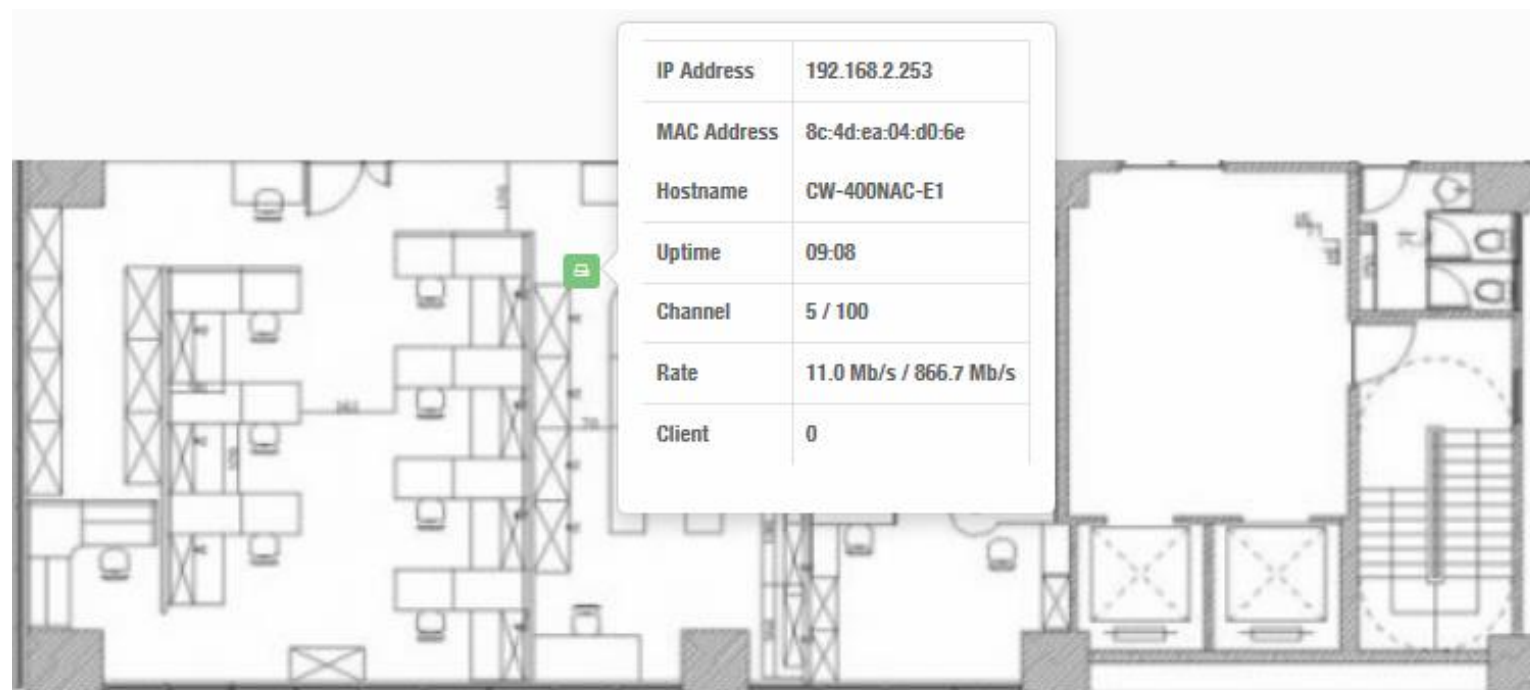 IP Address 192.168.2.253
MAC Address 8c:4d:ea:04:d0:6e
Hostname CW-400NAC-E1
Uptime 09:08
Channel 5 / 100
Rate 11.0 Mb/s / 866.7 Mb/s
Client 0